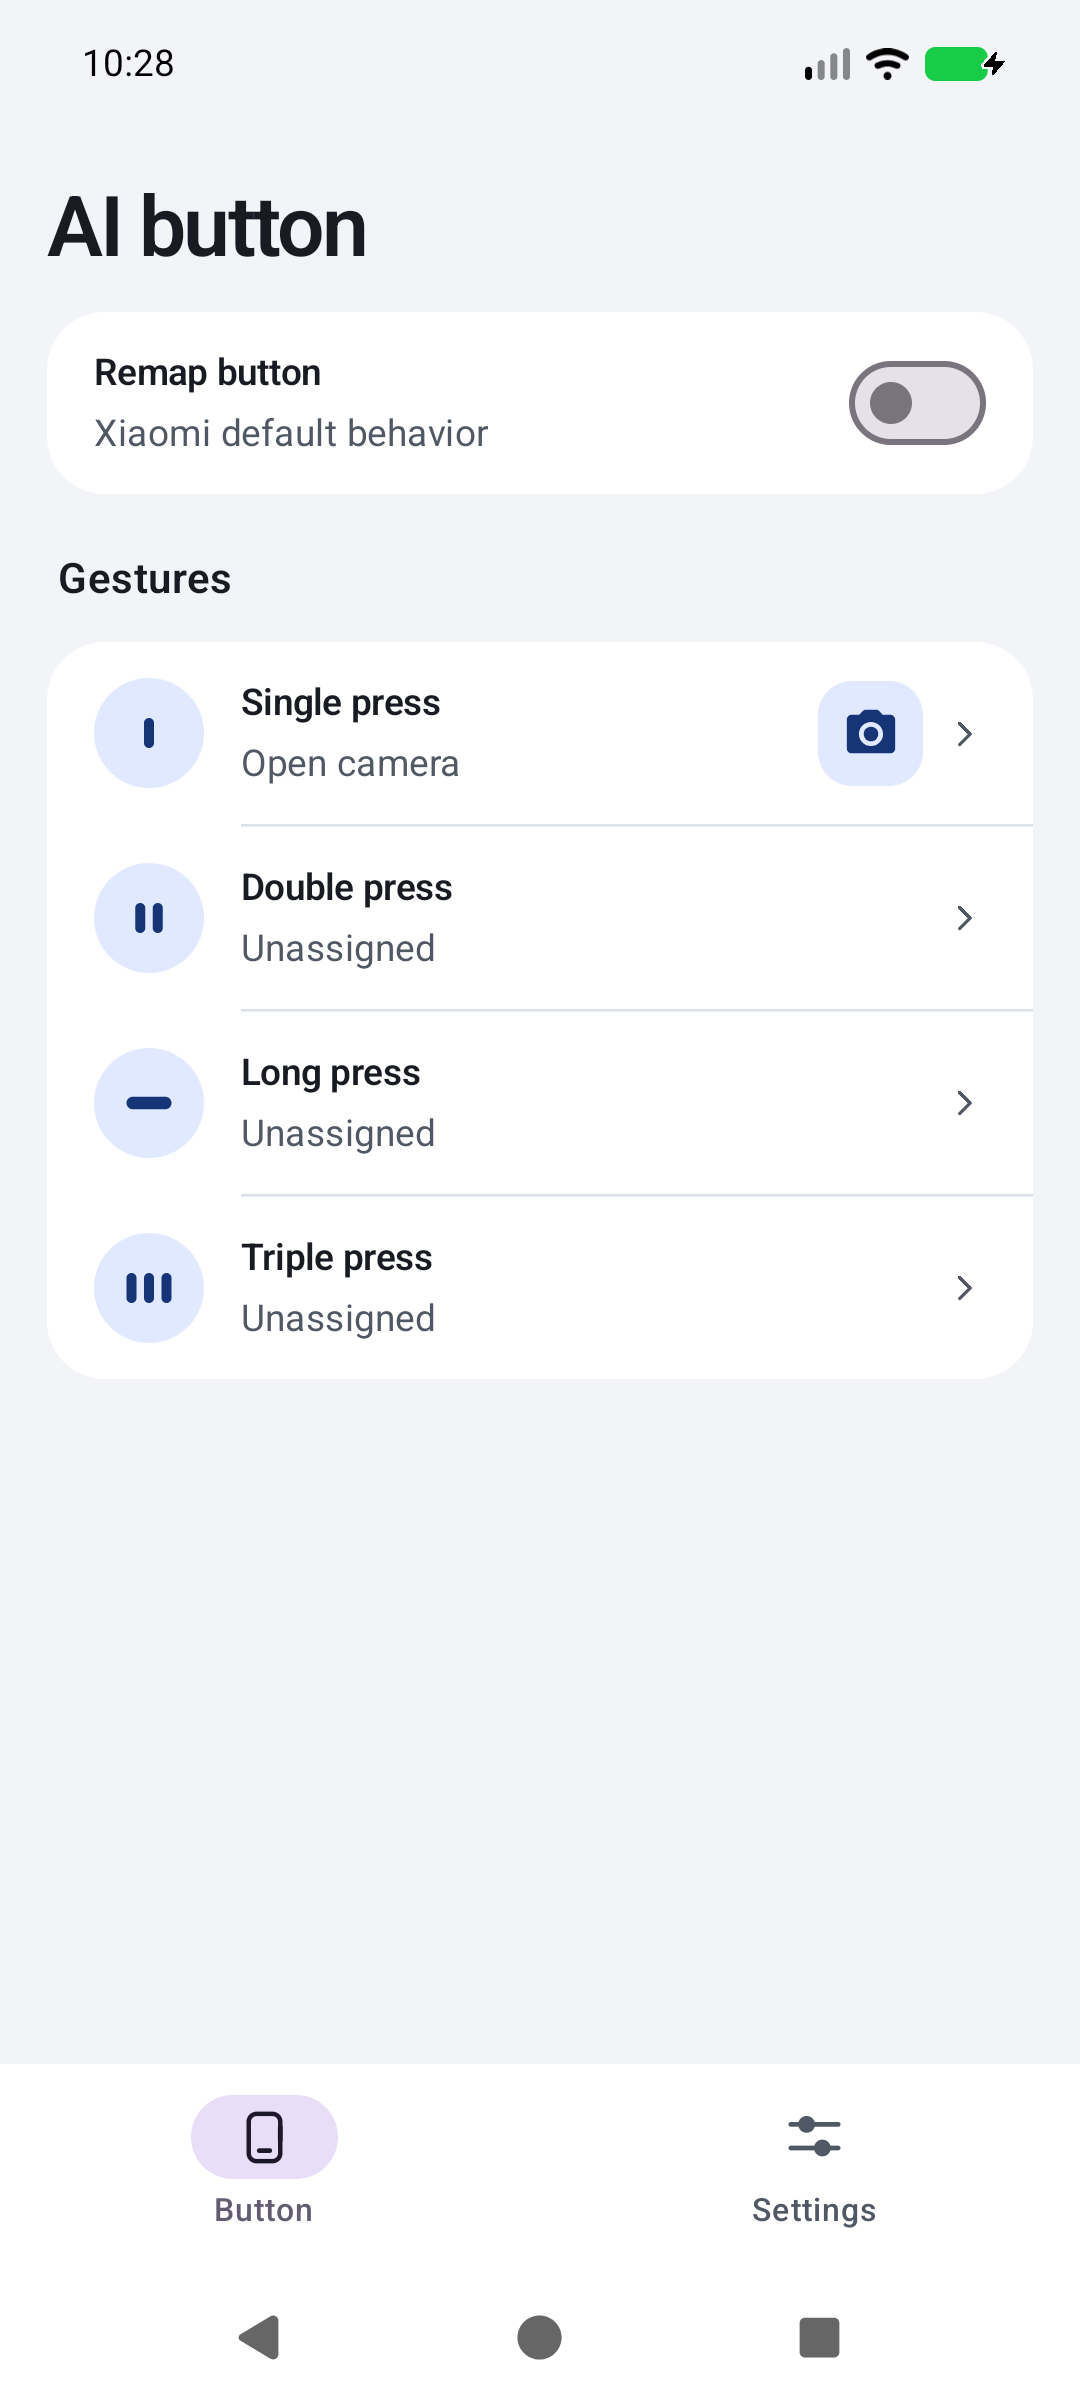 10:28
AI button
Remap button
Xiaomi default behavior
Gestures
Single press
Open camera
Double press
Unassigned
Long press
Unassigned
Triple press
Unassigned
Button
Settings